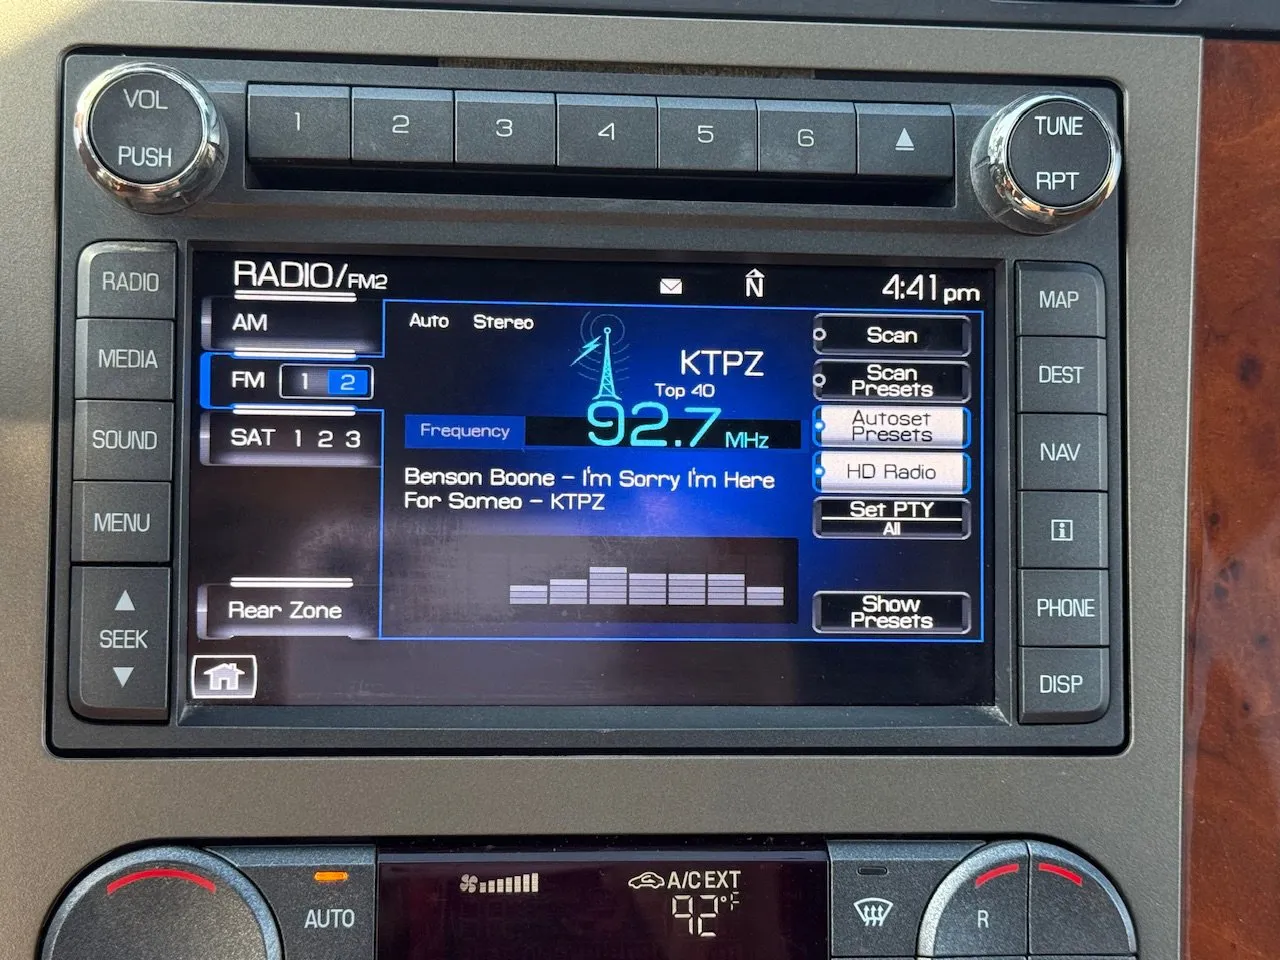 VOL
PUSH
1 2 3 4 5 6
TUNE
RPT
RADIO
MEDIA
SOUND
MENU
SEEK
RADIO/FM2
N
4:41pm
AM
FM 1 2
SAT 1 2 3
Rear Zone
Auto Stereo
KTPZ
Top 40
Frequency
92.7 MHz
Benson Boone - I'm Sorry I'm Here
For Someo - KTPZ
Scan
Scan
Presets
Autoset
Presets
HD Radio
Set PTY
All
Show
Presets
MAP
DEST
NAV
i
PHONE
DISP
AUTO
A/C EXT
92°F
R